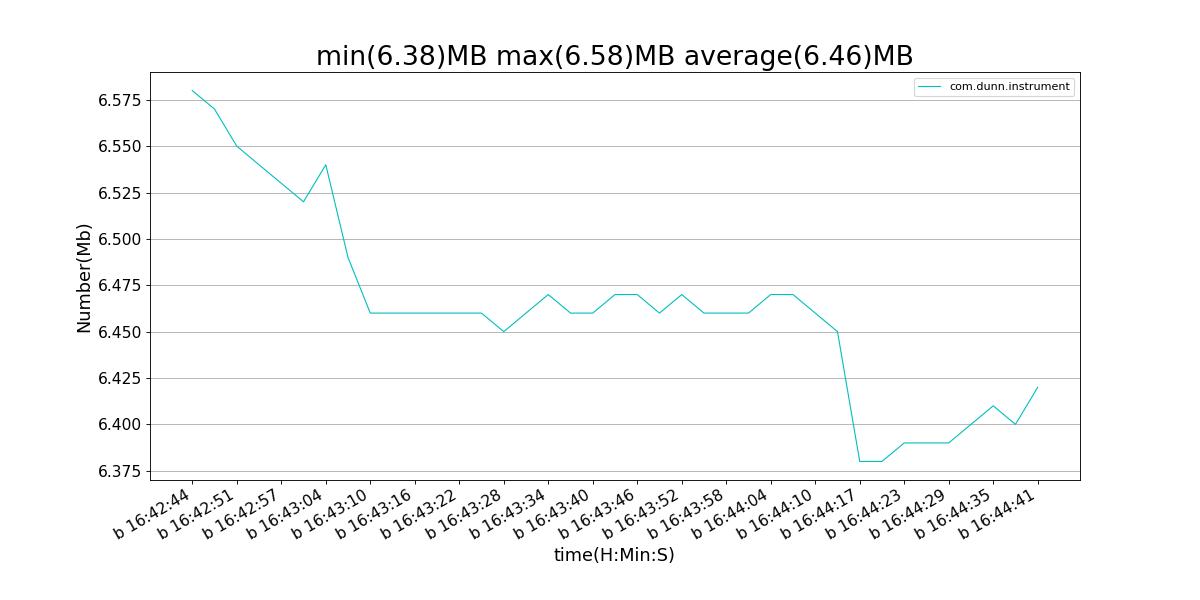 min(6.38)MB max(6.58)MB average(6.46)MB
com.dunn.instrument
Number(Mb)
6.575
6.550
6.525
6.500
6.475
6.450
6.425
6.400
6.375
b 16:42:44
b 16:42:51
b 16:42:57
b 16:43:04
b 16:43:10
b 16:43:16
b 16:43:22
b 16:43:28
b 16:43:34
b 16:43:40
b 16:43:46
b 16:43:52
b 16:43:58
b 16:44:04
b 16:44:10
b 16:44:17
b 16:44:23
b 16:44:29
b 16:44:35
b 16:44:41
time(H:Min:S)